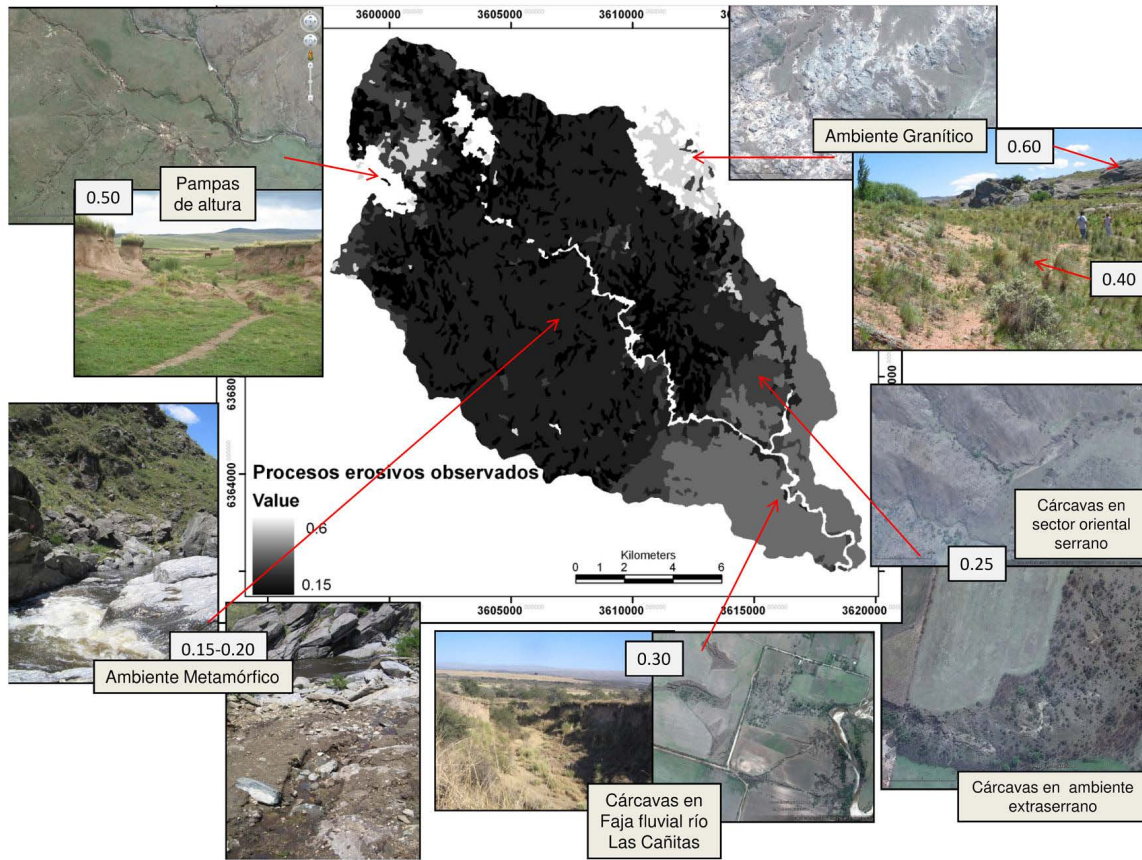 3600000
3605000
3610000
Ambiente Granítico
0.60
0.40
0.50
Pampas
de altura
63680
6364000
000
Procesos erosivos observados
Value
0.6
0.15
Kilometers
0 1 2 4 6
Cárcavas en
sector oriental
serrano
0.25
0.15-0.20
Ambiente Metamórfico
3605000
3610000
3615000
3620000
0.30
Cárcavas en
Faja fluvial río
Las Cañitas
Cárcavas en ambiente
extraserrano